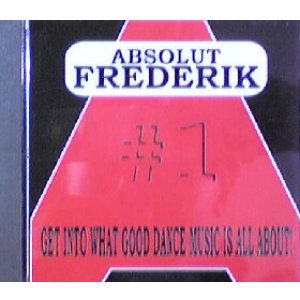 ABSOLUT
FREDERIK
#1
GET INTO WHAT GOOD DANCE MUSIC IS ALL ABOUT!